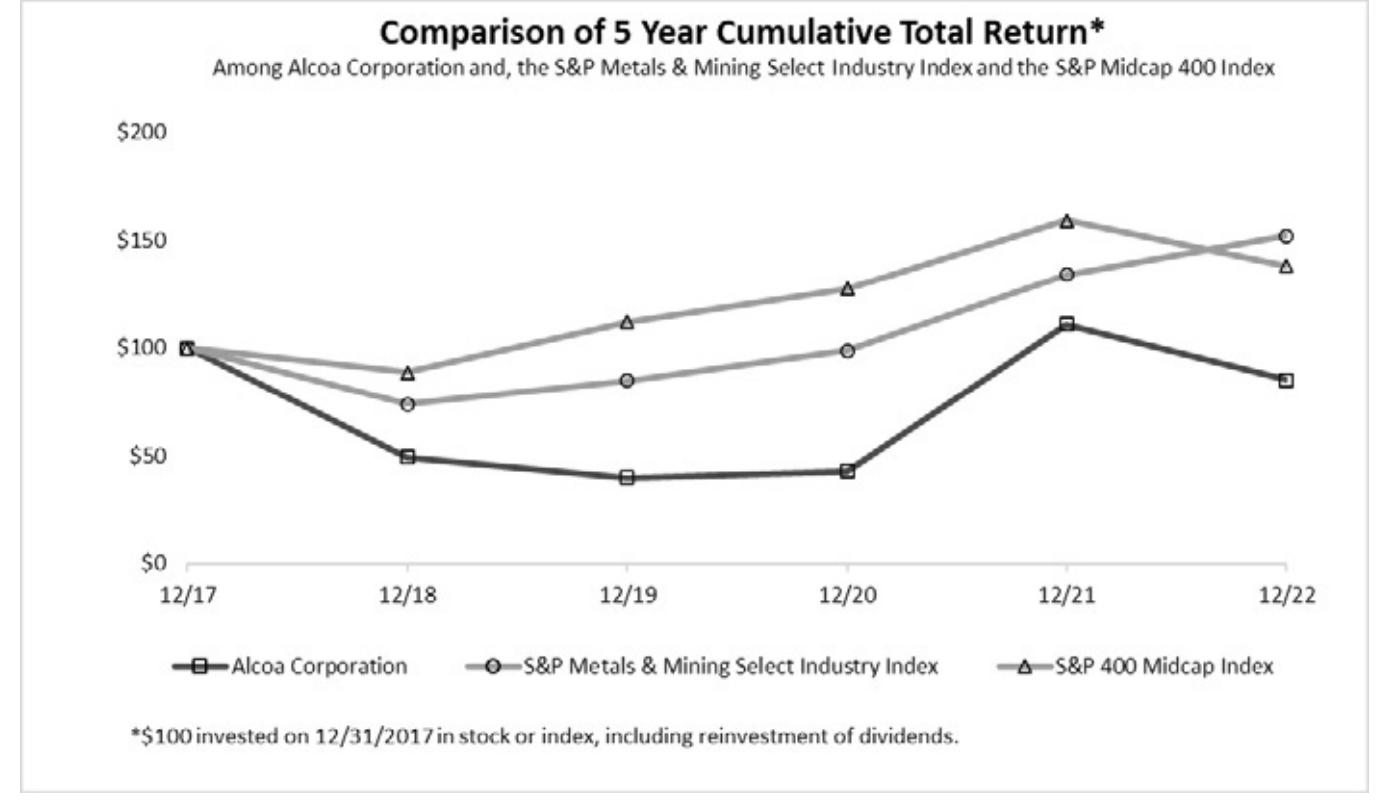 Comparison of 5 Year Cumulative Total Return*
Among Alcoa Corporation and, the S&P Metals & Mining Select Industry Index and the S&P Midcap 400 Index
$200
$150
$100
$50
$0
12/17 12/18 12/19 12/20 12/21 12/22
Alcoa Corporation S&P Metals & Mining Select Industry Index S&P 400 Midcap Index
*$100 invested on 12/31/2017 in stock or index, including reinvestment of dividends.